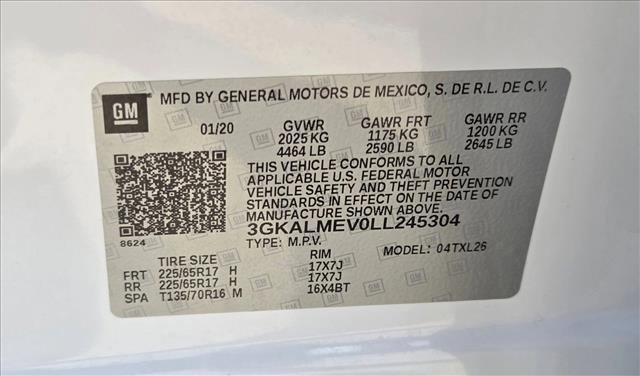 GM MFD BY GENERAL MOTORS DE MEXICO, S. DE R.L. DE C.V.
01/20 GVWR GAWR FRT GAWR RR
2025 KG 1175 KG 1200 KG
4464 LB 2590 LB 2645 LB
THIS VEHICLE CONFORMS TO ALL
APPLICABLE U.S. FEDERAL MOTOR
VEHICLE SAFETY AND THEFT PREVENTION
STANDARDS IN EFFECT ON THE DATE OF
MANUFACTURE SHOWN ABOVE.
3GKALMEV0LL245304
8624
TYPE: M.P.V. MODEL: 04TXL26
TIRE SIZE RIM
FRT 225/65R17 H 17X7J
RR 225/65R17 H 17X7J
SPA T135/70R16 M 16X4BT